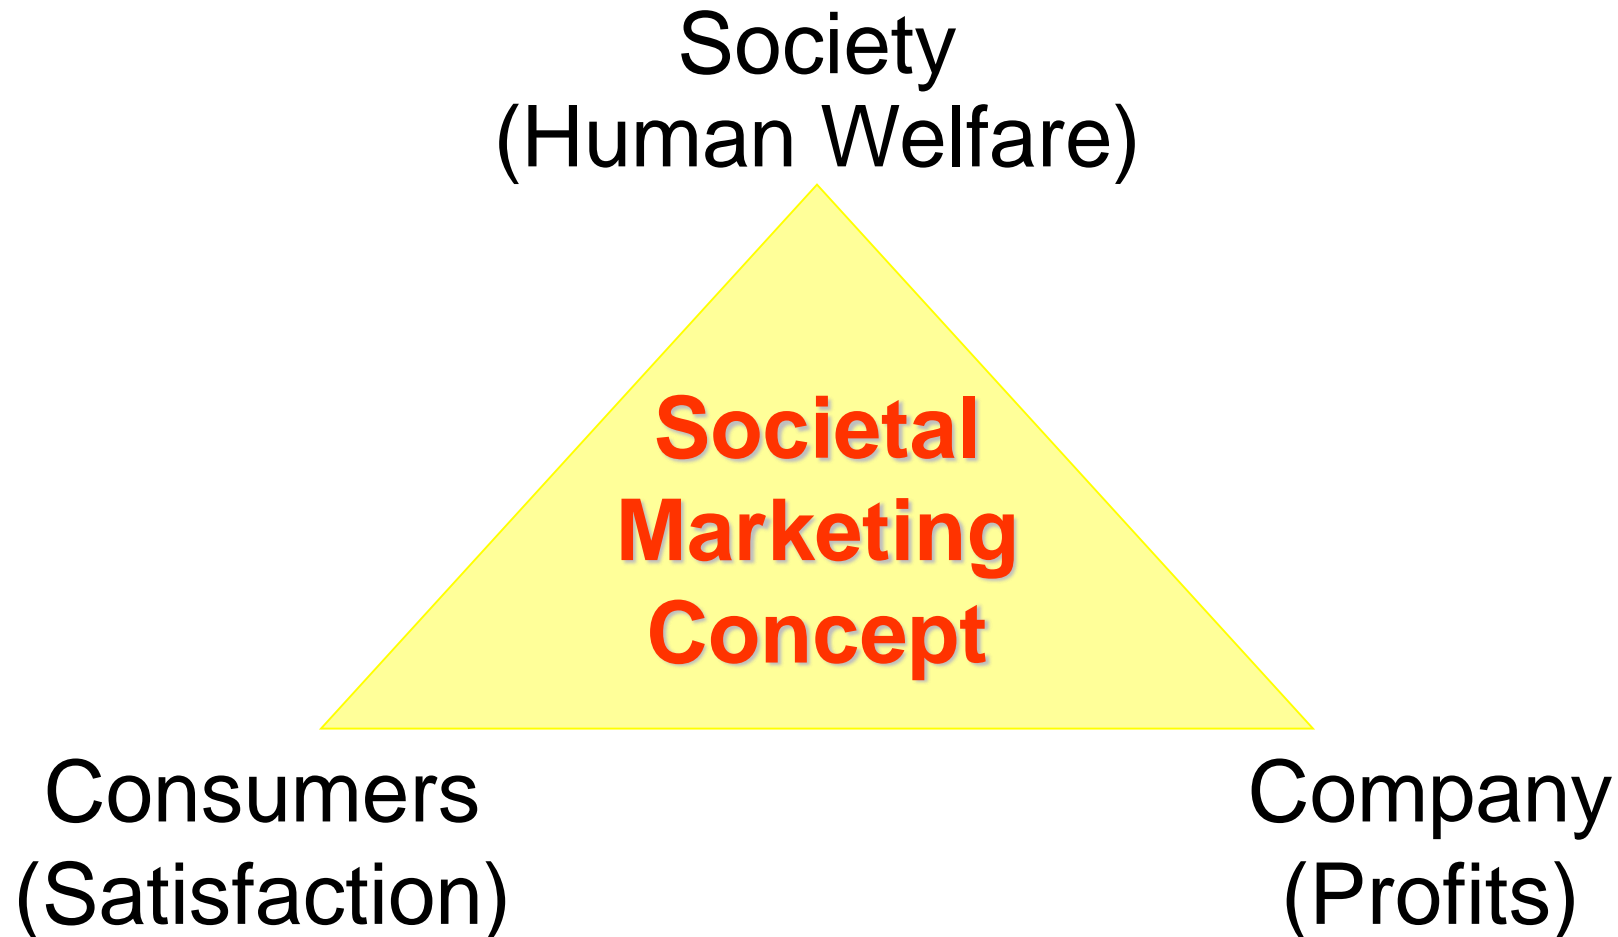 Society
(Human Welfare)
Societal
Marketing
Concept
Consumers
(Satisfaction)
Company
(Profits)